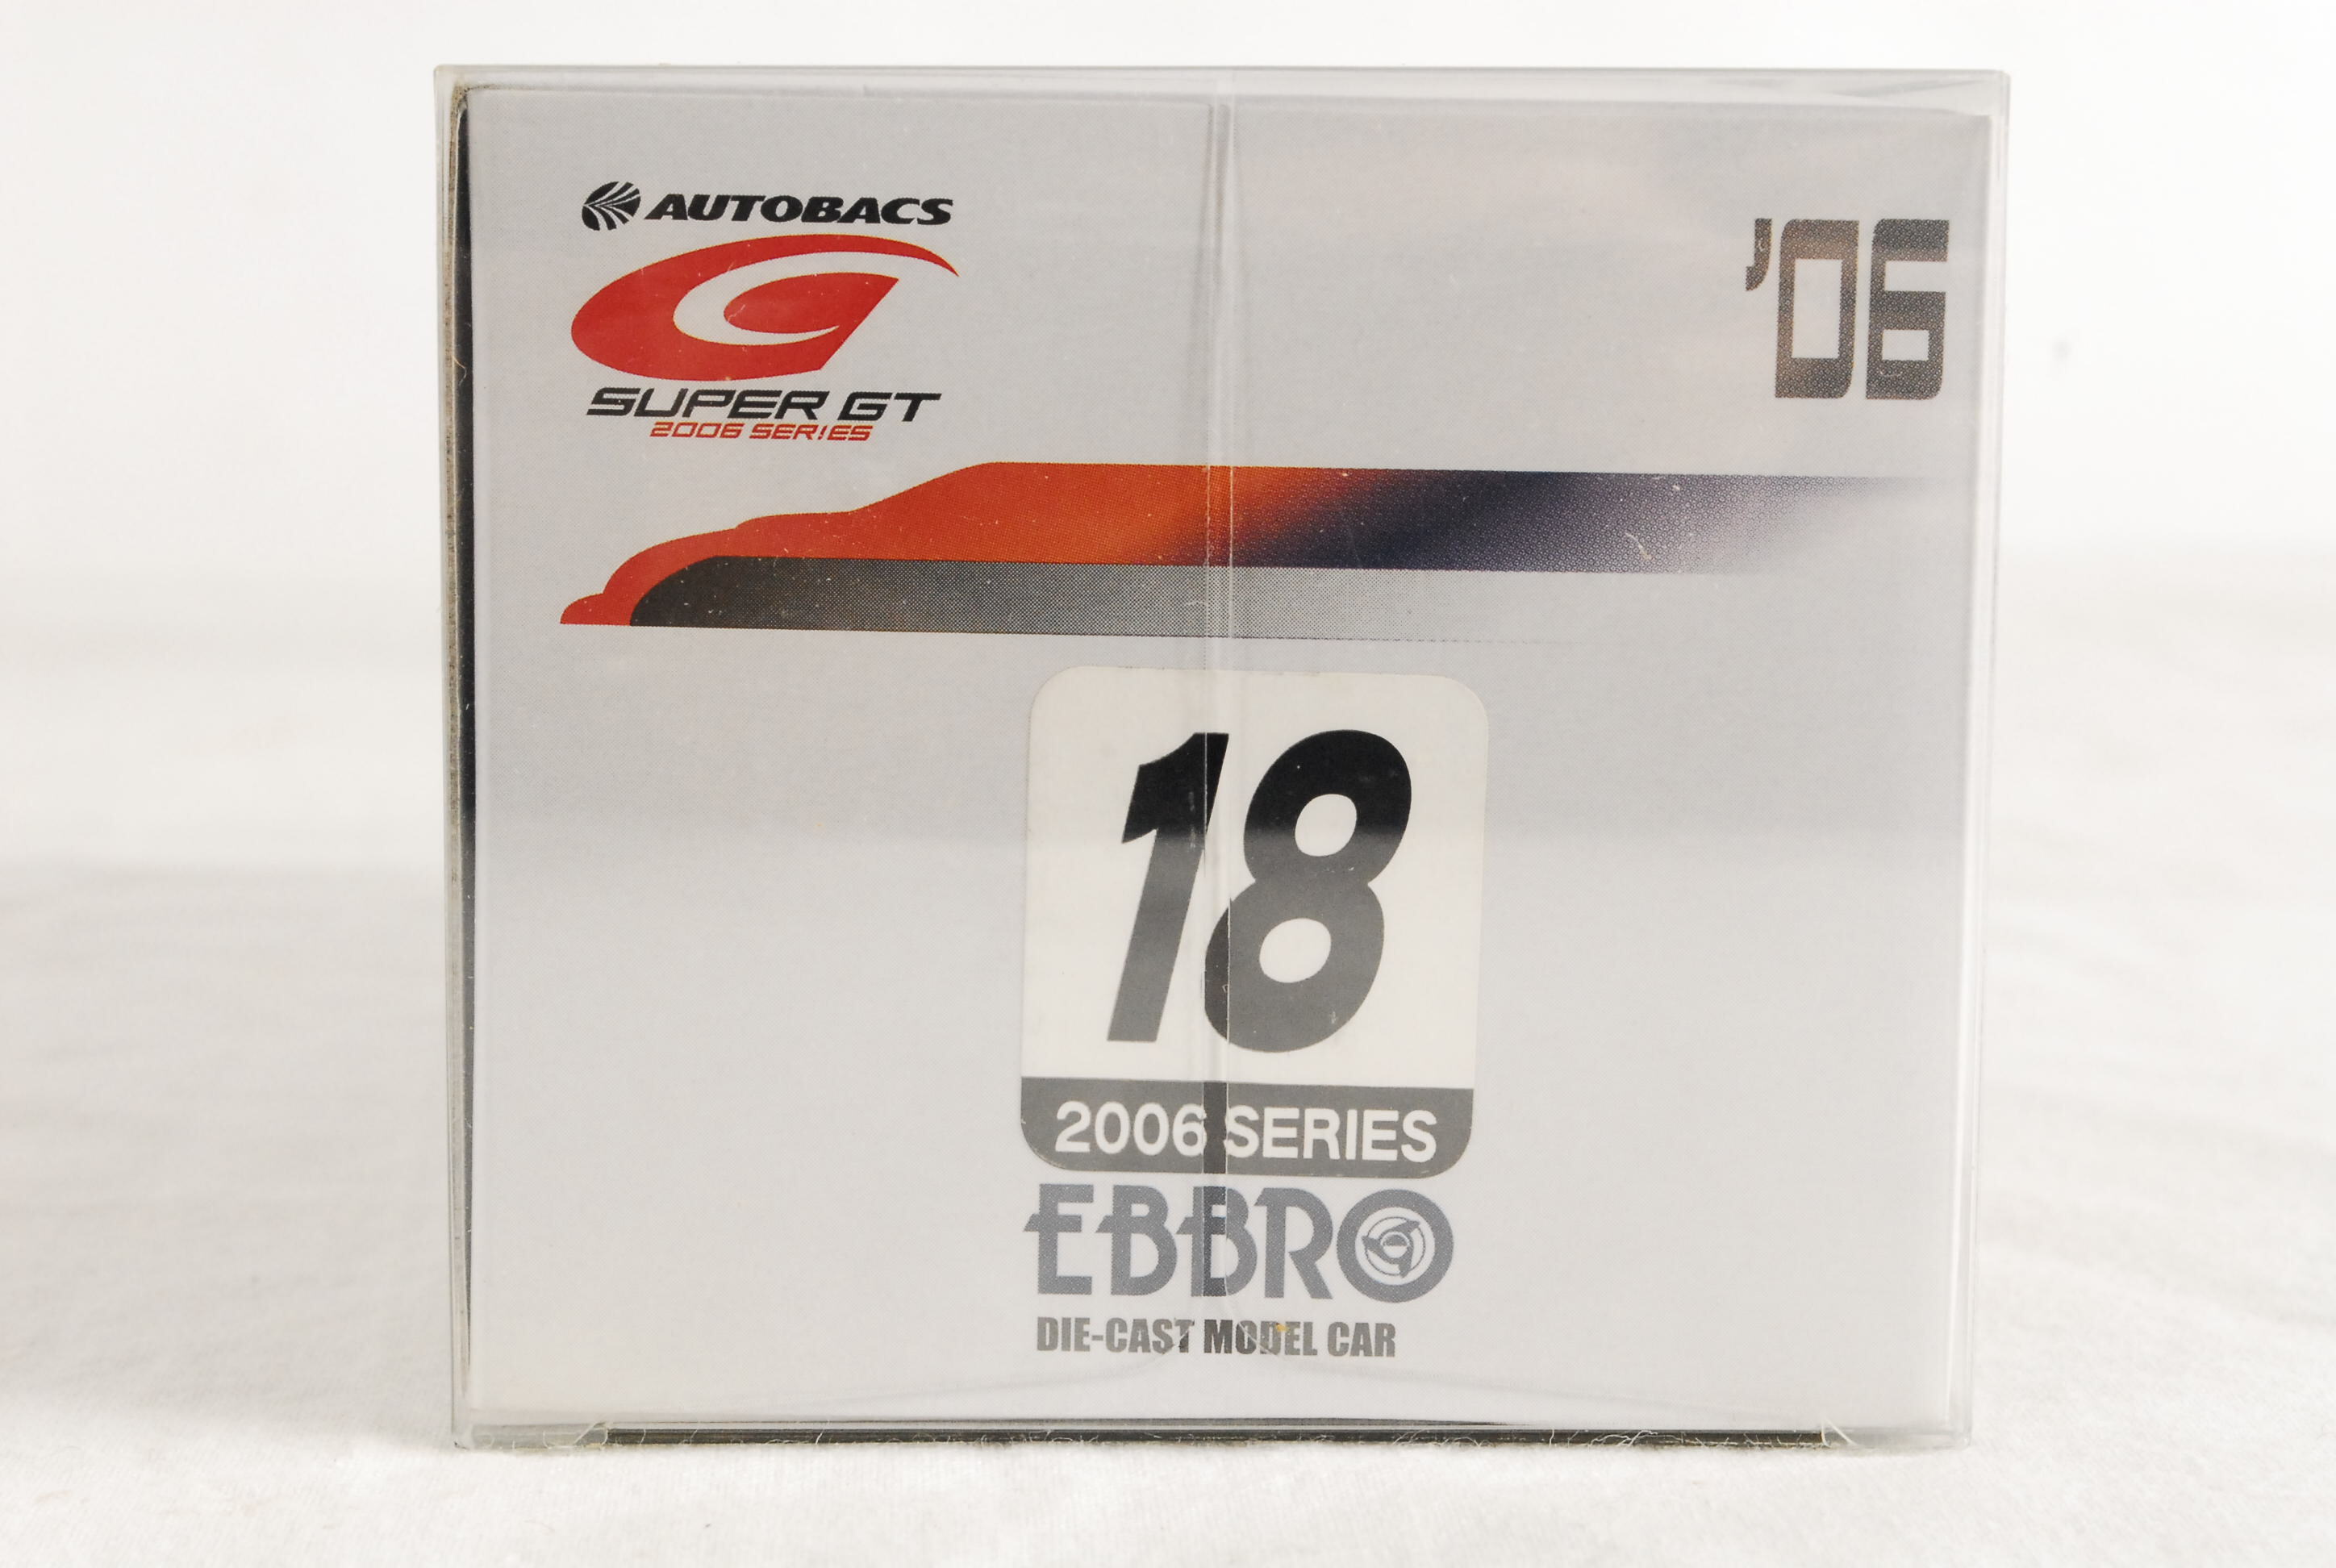 AUTOBACS
'06
SUPER GT
2006 SERIES
18
2006 SERIES
EBBRO
DIE-CAST MODEL CAR